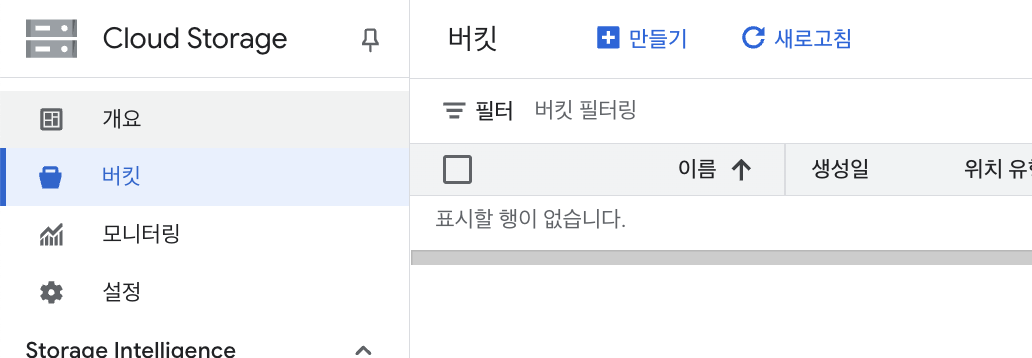 Cloud Storage
버킷 만들기 새로고침
개요
필터 버킷 필터링
버킷
이름 생성일 위치 유형
표시할 행이 없습니다.
모니터링
설정
Storage Intelligence